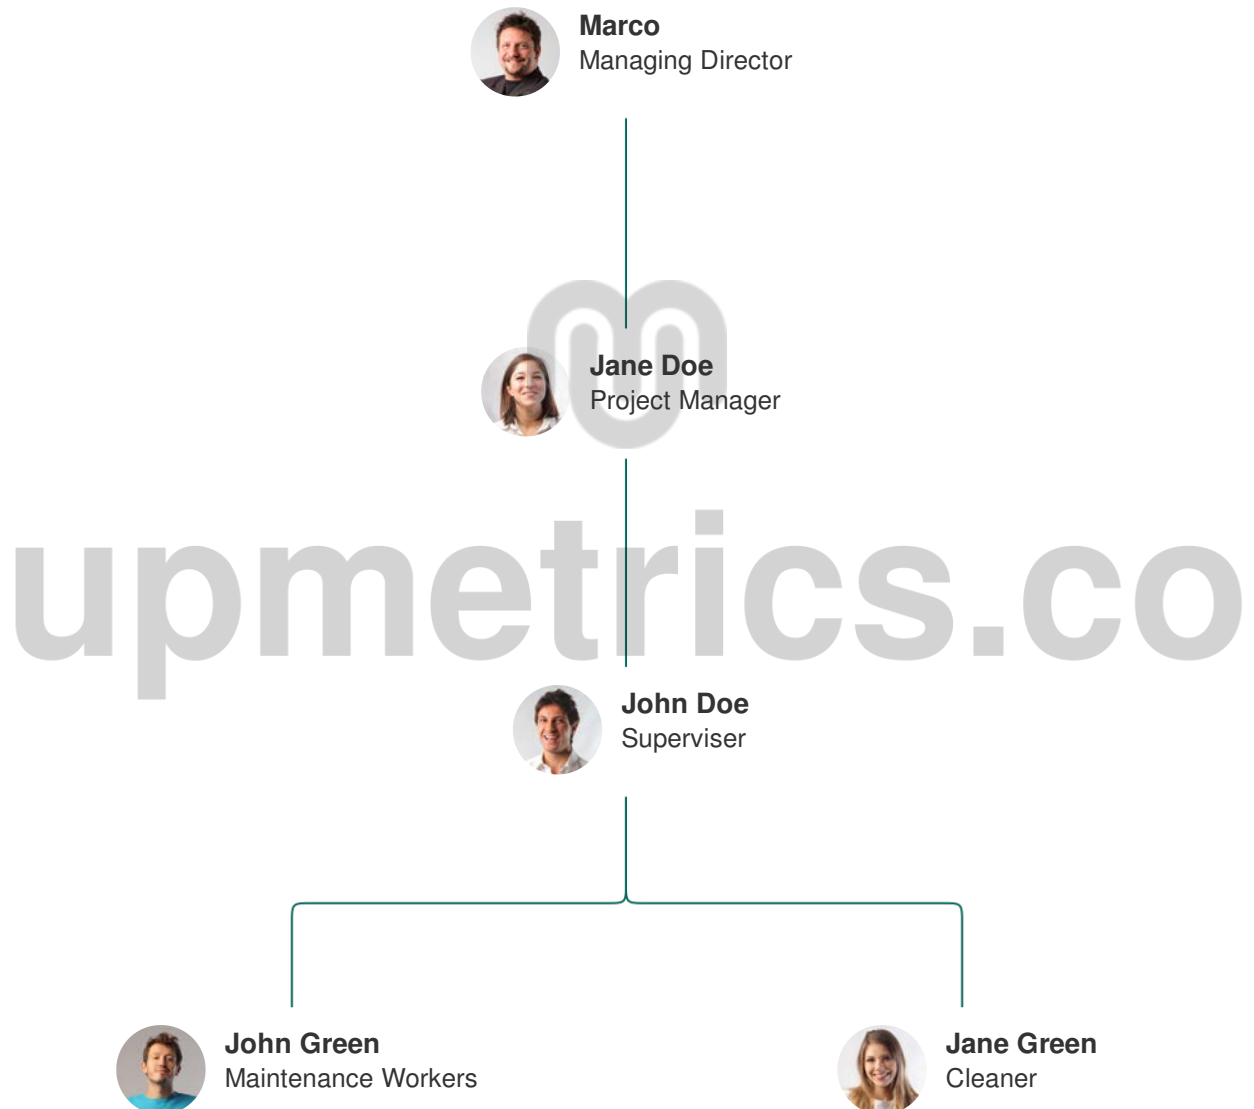 Marco
Managing Director
Jane Doe
Project Manager
upmetrics.co
John Doe
Superviser
John Green
Maintenance Workers
Jane Green
Cleaner